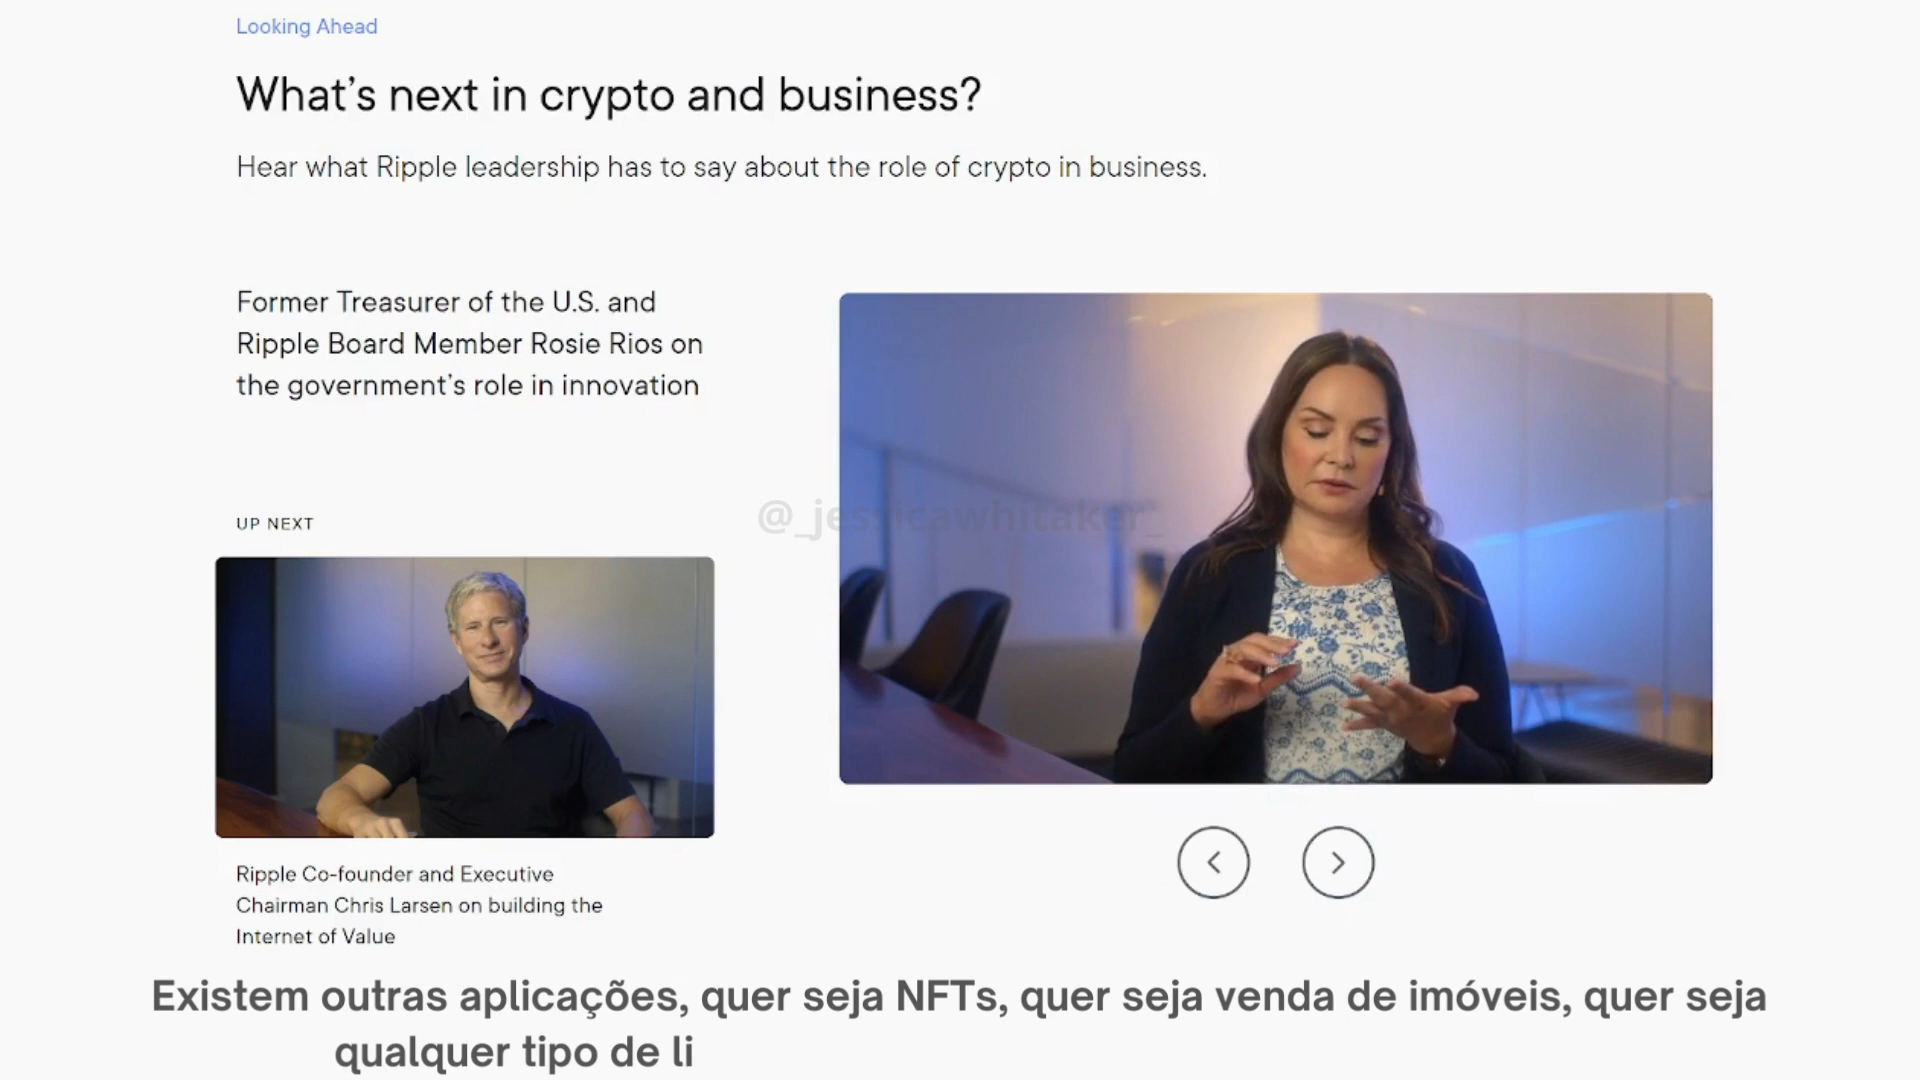 Looking Ahead
What’s next in crypto and business?
Hear what Ripple leadership has to say about the role of crypto in business.
Former Treasurer of the U.S. and
Ripple Board Member Rosie Rios on
the government’s role in innovation
@_jessicawhitaker_
UP NEXT
Ripple Co-founder and Executive
Chairman Chris Larsen on building the
Internet of Value
Existem outras aplicações, quer seja NFTs, quer seja venda de imóveis, quer seja
qualquer tipo de li